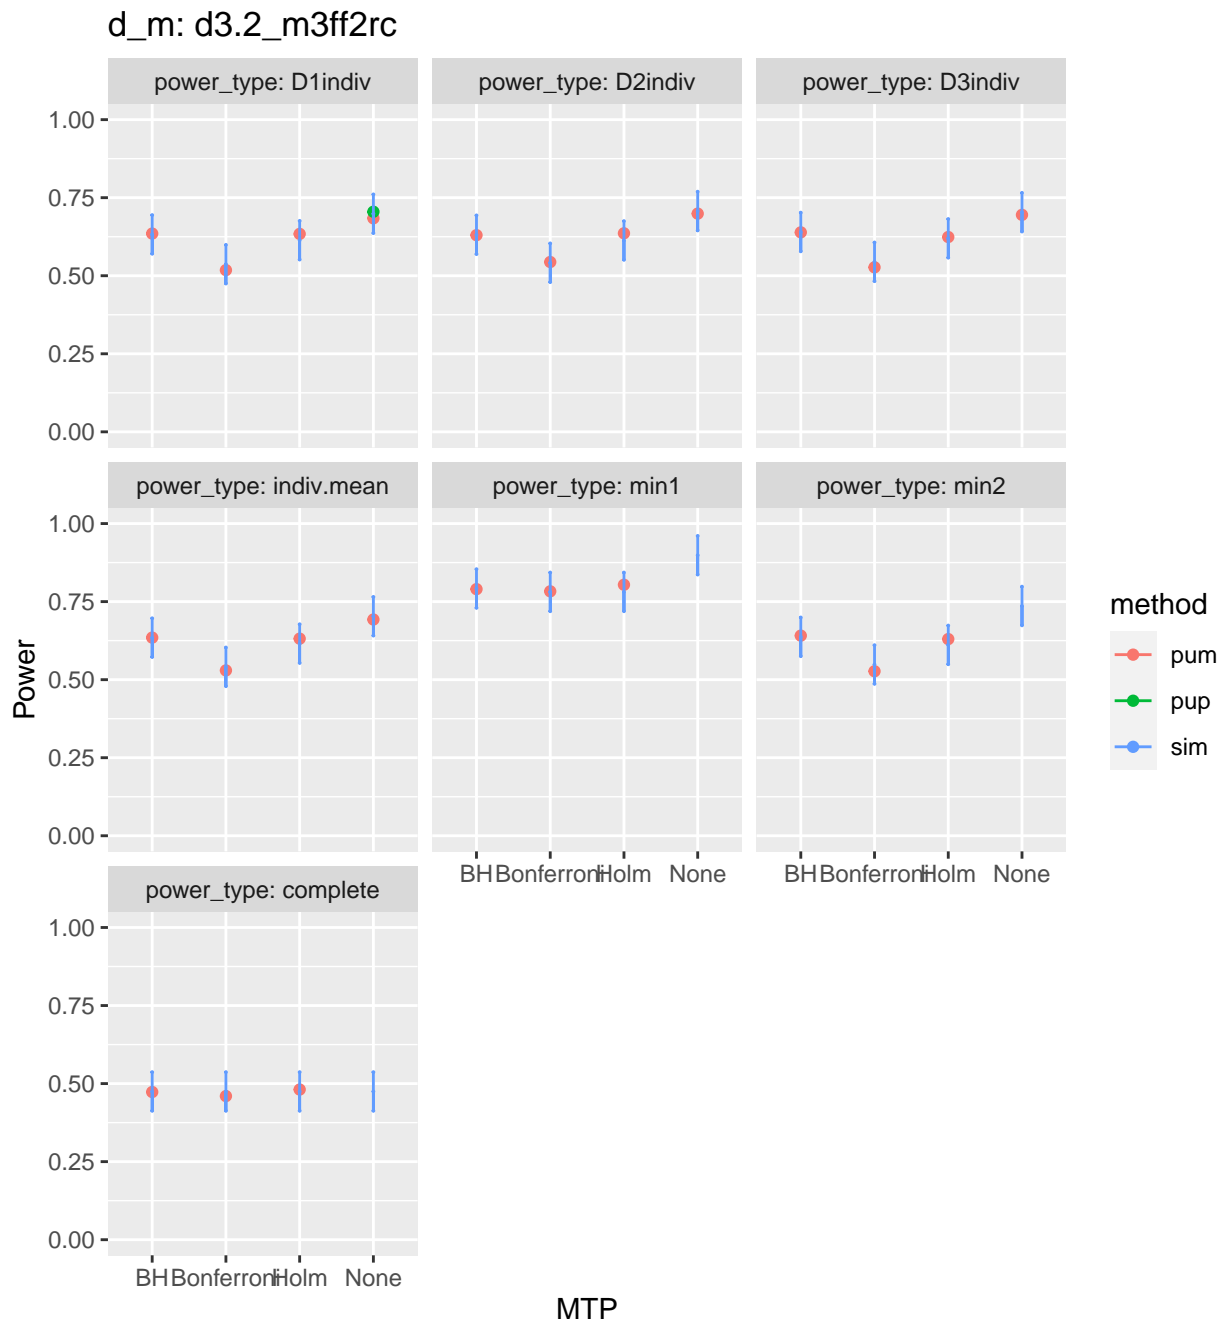 d_m: d3.2_m3ff2rc
power_type: D1indiv
power_type: D2indiv
power_type: D3indiv
1.00
0.75
0.50
0.25
0.00
power_type: indiv.mean
power_type: min1
power_type: min2
1.00
0.75
0.50
0.25
0.00
BH Bonferroni Holm None
BH Bonferroni Holm None
power_type: complete
1.00
0.75
0.50
0.25
0.00
BH Bonferroni Holm None
MTP
Power
method
pum
pup
sim